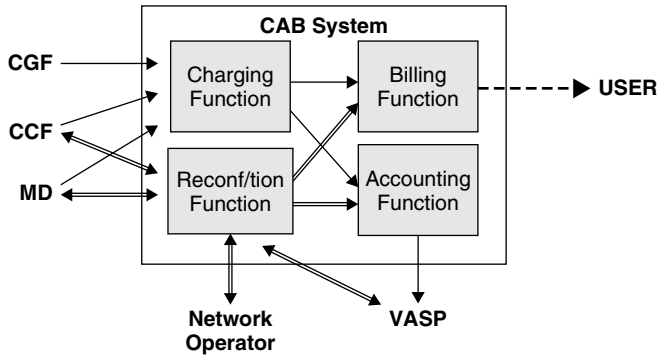 CAB System
CGF
Charging
Function
Billing
Function
USER
CCF
MD
Reconf/tion
Function
Accounting
Function
Network
Operator
VASP